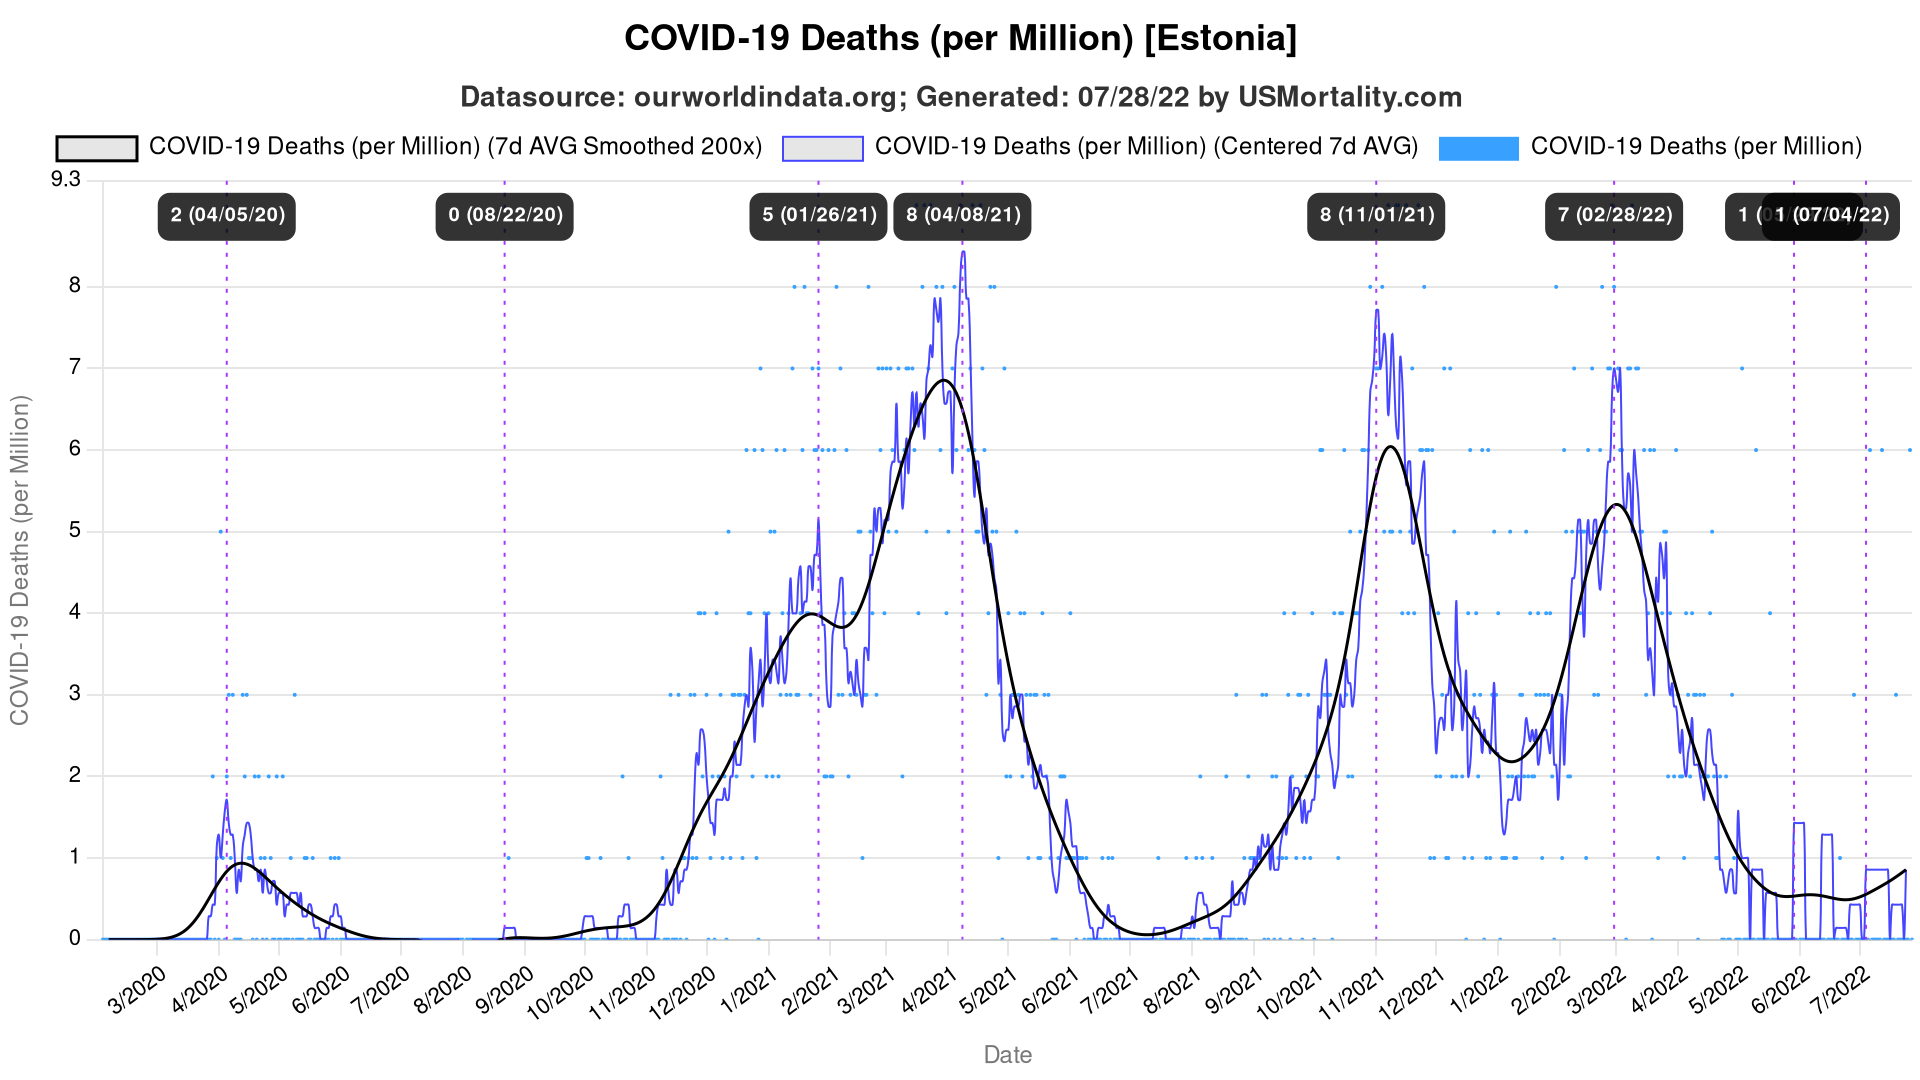 COVID-19 Deaths (per Million) [Estonia]
Datasource: ourworldindata.org; Generated: 07/28/22 by USMortality.com
COVID-19 Deaths (per Million) (7d AVG Smoothed 200x) COVID-19 Deaths (per Million) (Centered 7d AVG) COVID-19 Deaths (per Million)
9.3
2 (04/05/20) 0 (08/22/20) 5 (01/26/21) 8 (04/08/21) 8 (11/01/21) 7 (02/28/22) 1 1 (07/04/22)
8
7
6
5
4
3
2
1
0
COVID-19 Deaths (per Million)
3/2020 4/2020 5/2020 6/2020 7/2020 8/2020 9/2020 10/2020 11/2020 12/2020 1/2021 2/2021 3/2021 4/2021 5/2021 6/2021 7/2021 8/2021 9/2021 10/2021 11/2021 12/2021 1/2022 2/2022 3/2022 4/2022 5/2022 6/2022 7/2022
Date